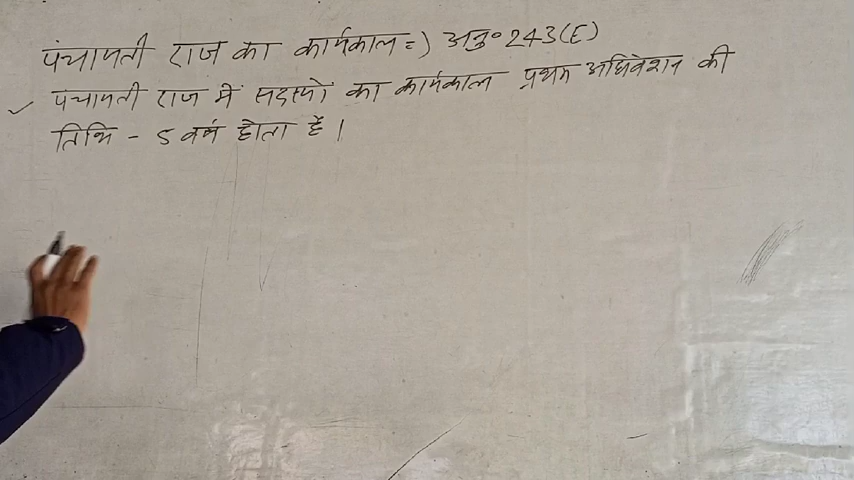 पंचायती राज का कार्यकाल=) अनु० 243(E)
✓ पंचायती राज में सदस्यों का कार्यकाल प्रथम अधिवेशन की
तिथि - 5 वर्ष होता है।